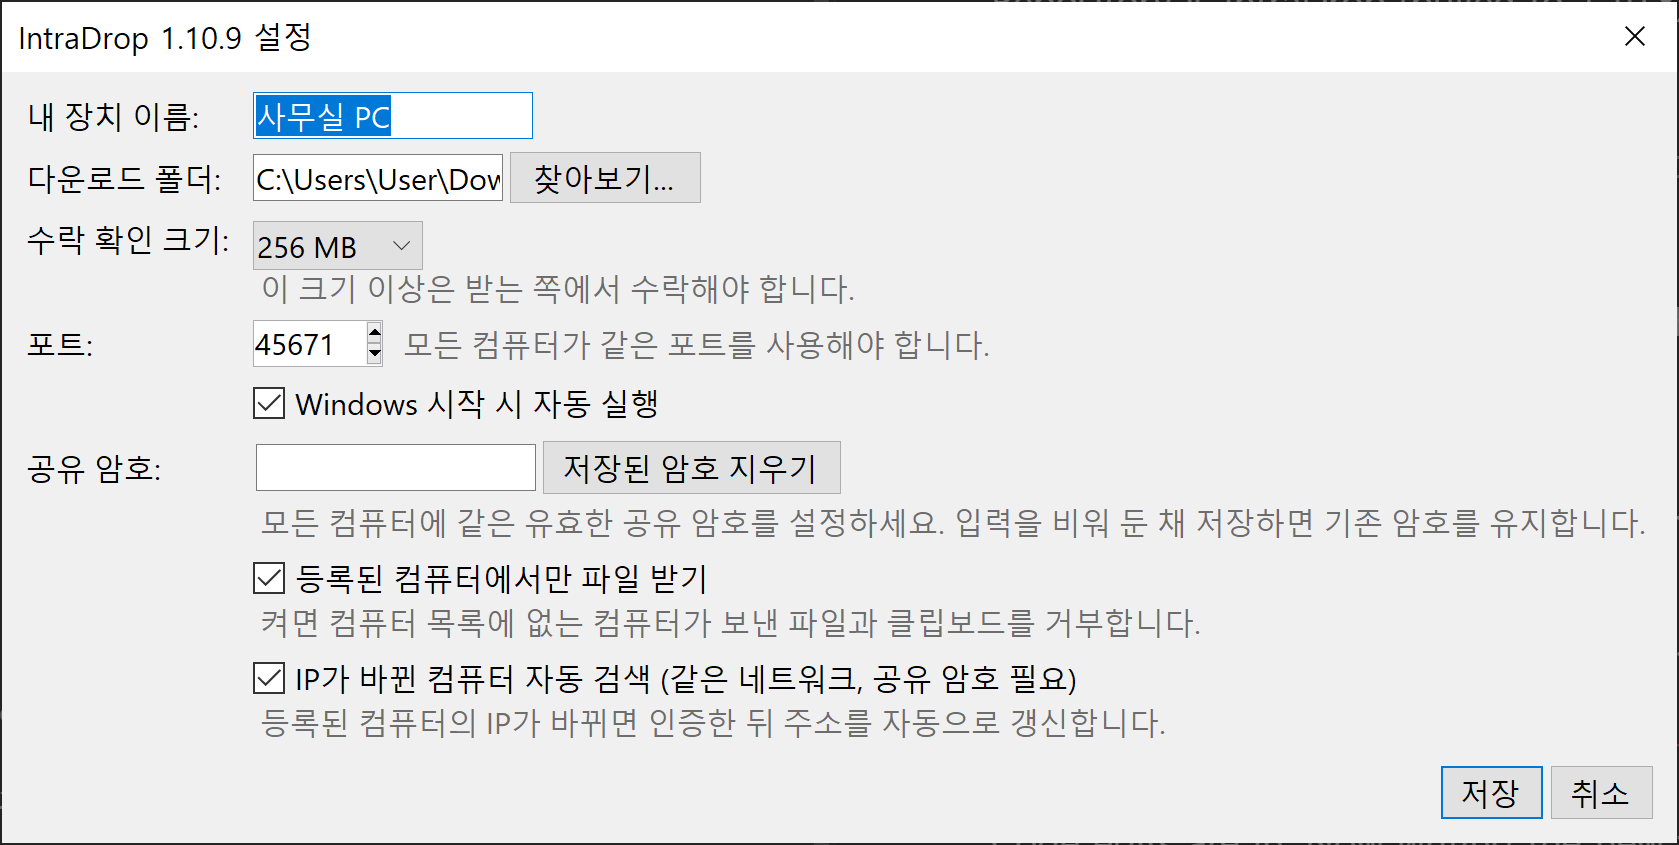 IntraDrop 1.10.9 설정
내 장치 이름: 사무실 PC
다운로드 폴더: C:\Users\User\Dow 찾아보기...
수락 확인 크기: 256 MB
이 크기 이상은 받는 쪽에서 수락해야 합니다.
포트: 45671 모든 컴퓨터가 같은 포트를 사용해야 합니다.
Windows 시작 시 자동 실행
공유 암호: 저장된 암호 지우기
모든 컴퓨터에 같은 유효한 공유 암호를 설정하세요. 입력을 비워 둔 채 저장하면 기존 암호를 유지합니다.
등록된 컴퓨터에서만 파일 받기
켜면 컴퓨터 목록에 없는 컴퓨터가 보낸 파일과 클립보드를 거부합니다.
IP가 바뀐 컴퓨터 자동 검색 (같은 네트워크, 공유 암호 필요)
등록된 컴퓨터의 IP가 바뀌면 인증한 뒤 주소를 자동으로 갱신합니다.
저장 취소